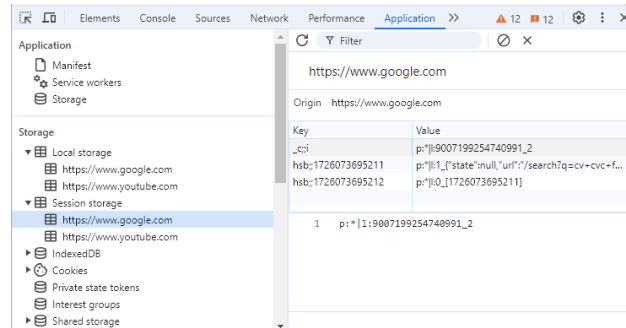 Elements Console Sources Network Performance Application 12 12
Application
Manifest
Service workers
Storage
Storage
Local storage
https://www.google.com
https://www.youtube.com
Session storage
https://www.google.com
https://www.youtube.com
IndexedDB
Cookies
Private state tokens
Interest groups
Shared storage
Filter
https://www.google.com
Origin https://www.google.com
Key Value
_c;;i p:*|l:9007199254740991_2
hsb;;1726073695211 p:*|l:1_{"state":null,"url":"/search?q=cv+cvc+f...
hsb;;1726073695212 p:*|l:0_[1726073695211]
1 p:*|l:9007199254740991_2